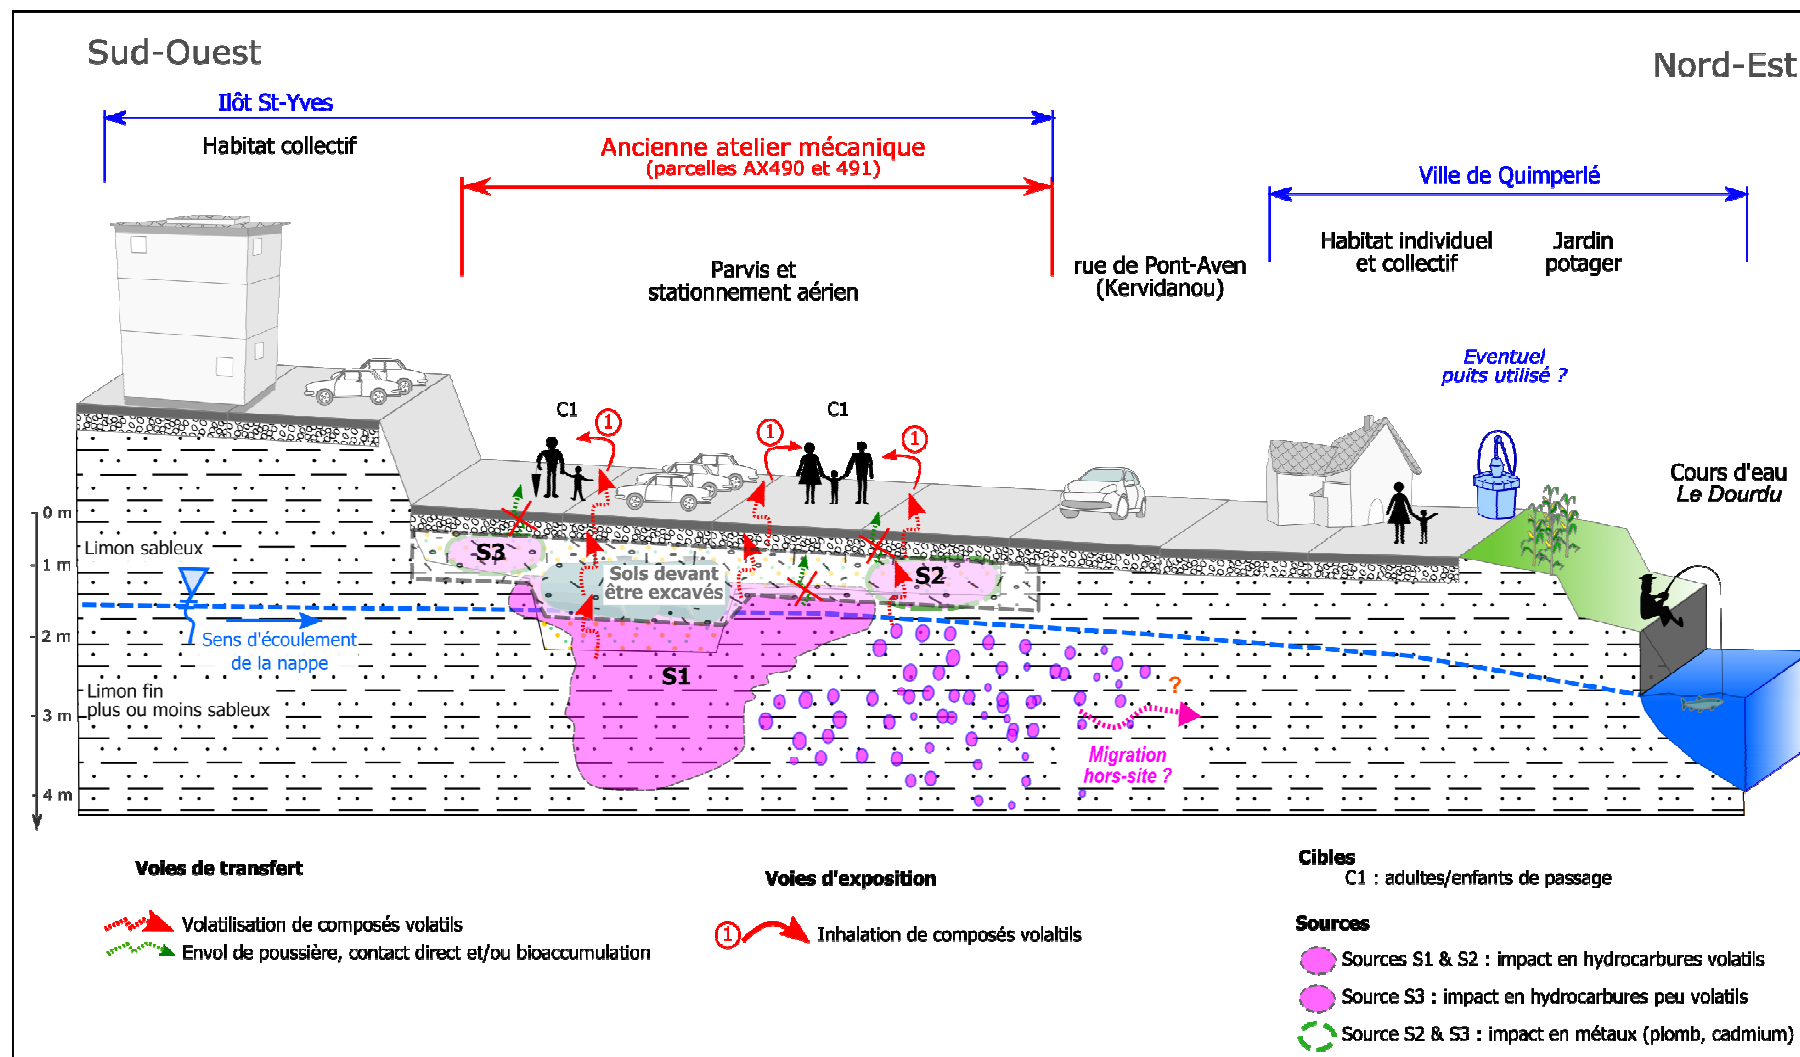 Sud-Ouest
Nord-Est
Ilôt St-Yves
Habitat collectif
Ancienne atelier mécanique
(parcelles AX490 et 491)
Ville de Quimperlé
Parvis et
stationnement aérien
rue de Pont-Aven
(Kervidanou)
Habitat individuel
et collectif
Jardin
potager
Eventuel
puits utilisé ?
C1
1
1
C1
1
Cours d'eau
Le Dourdu
0 m
Limon sableux
1 m
S3
Sols devant
être excavés
S2
2 m
Sens d'écoulement
de la nappe
S1
Limon fin
plus ou moins sableux
3 m
?
Migration
hors-site ?
4 m
Voies de transfert
Volatilisation de composés volatils
Envol de poussière, contact direct et/ou bioaccumulation
Voies d'exposition
1
Inhalation de composés volaltils
Cibles
C1 : adultes/enfants de passage
Sources
Sources S1 & S2 : impact en hydrocarbures volatils
Source S3 : impact en hydrocarbures peu volatils
Source S2 & S3 : impact en métaux (plomb, cadmium)